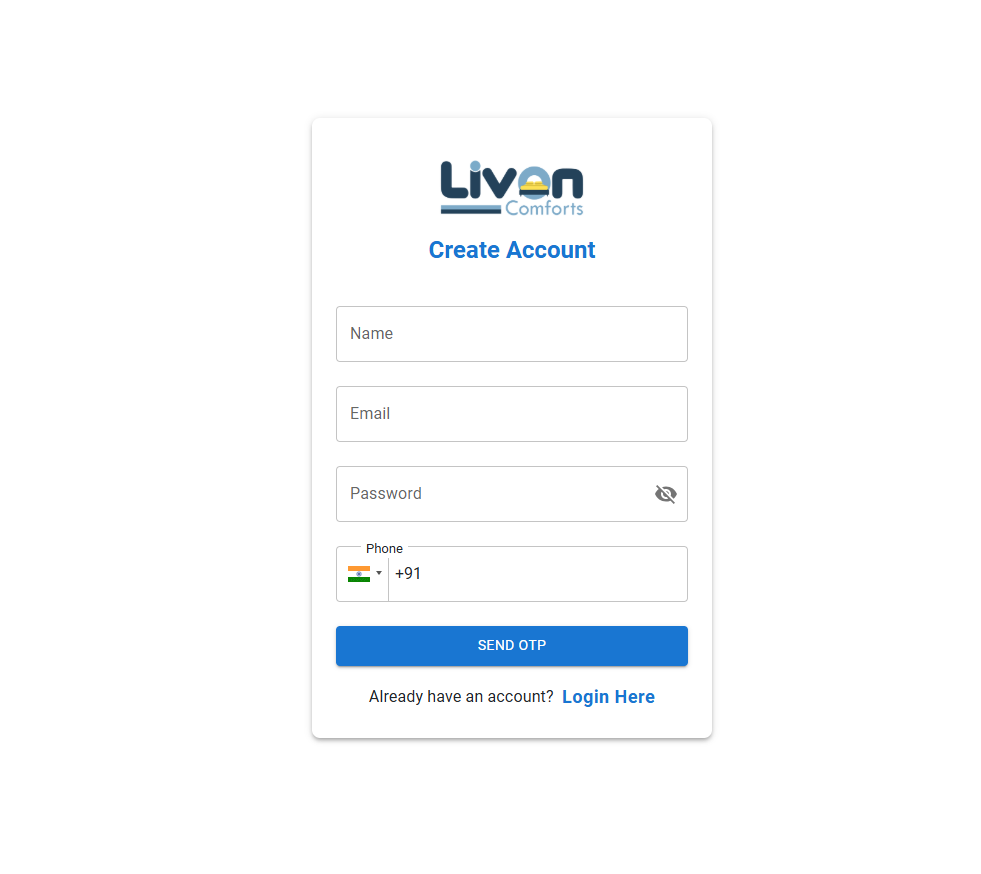 Livon
Comforts
Create Account
Name
Email
Password
Phone
+91
SEND OTP
Already have an account? Login Here